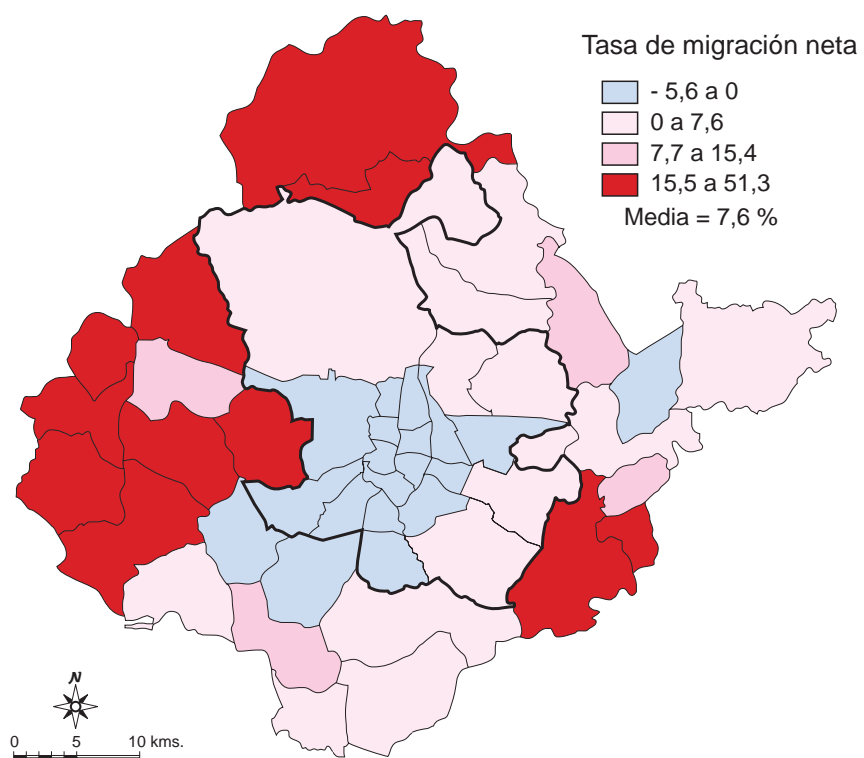 Tasa de migración neta
- 5,6 a 0
0 a 7,6
7,7 a 15,4
15,5 a 51,3
Media = 7,6 %
N
0 5 10 kms.